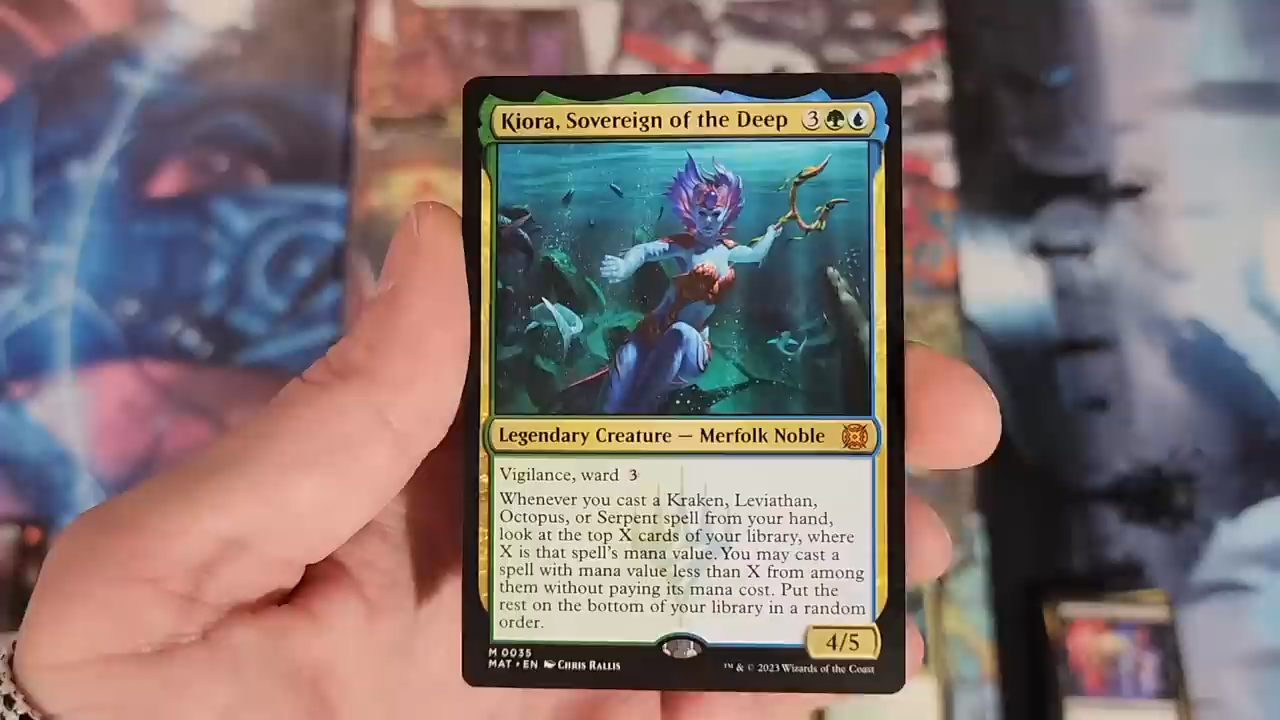 Kiora, Sovereign of the Deep 3
Legendary Creature — Merfolk Noble
Vigilance, ward 3
Whenever you cast a Kraken, Leviathan,
Octopus, or Serpent spell from your hand,
look at the top X cards of your library, where
X is that spell's mana value. You may cast a
spell with mana value less than X from among
them without paying its mana cost. Put the
rest on the bottom of your library in a random
order.
4/5
M 0035
MAT • EN Chris Rallis
™ & © 2023 Wizards of the Coast